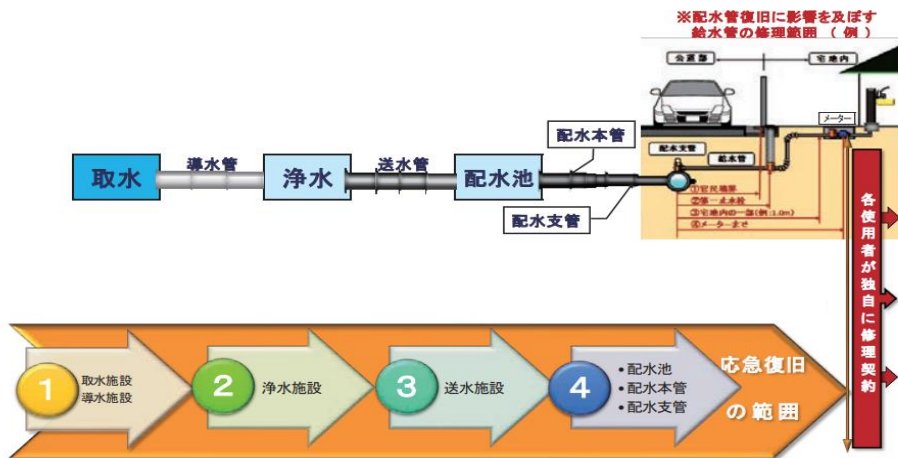 ※配水管復旧に影響を及ぼす
給水管の修理範囲（例）
公道部
宅地内
メーター
配水支管
給水管
①官民境界
②第一止水栓
③宅地内の一部(例:1.0m)
④メーターまで
取水
導水管
浄水
送水管
配水池
配水本管
配水支管
各使用者が独自に修理契約
1
取水施設
導水施設
2
浄水施設
3
送水施設
4
•配水池
•配水本管
•配水支管
応急復旧
の範囲